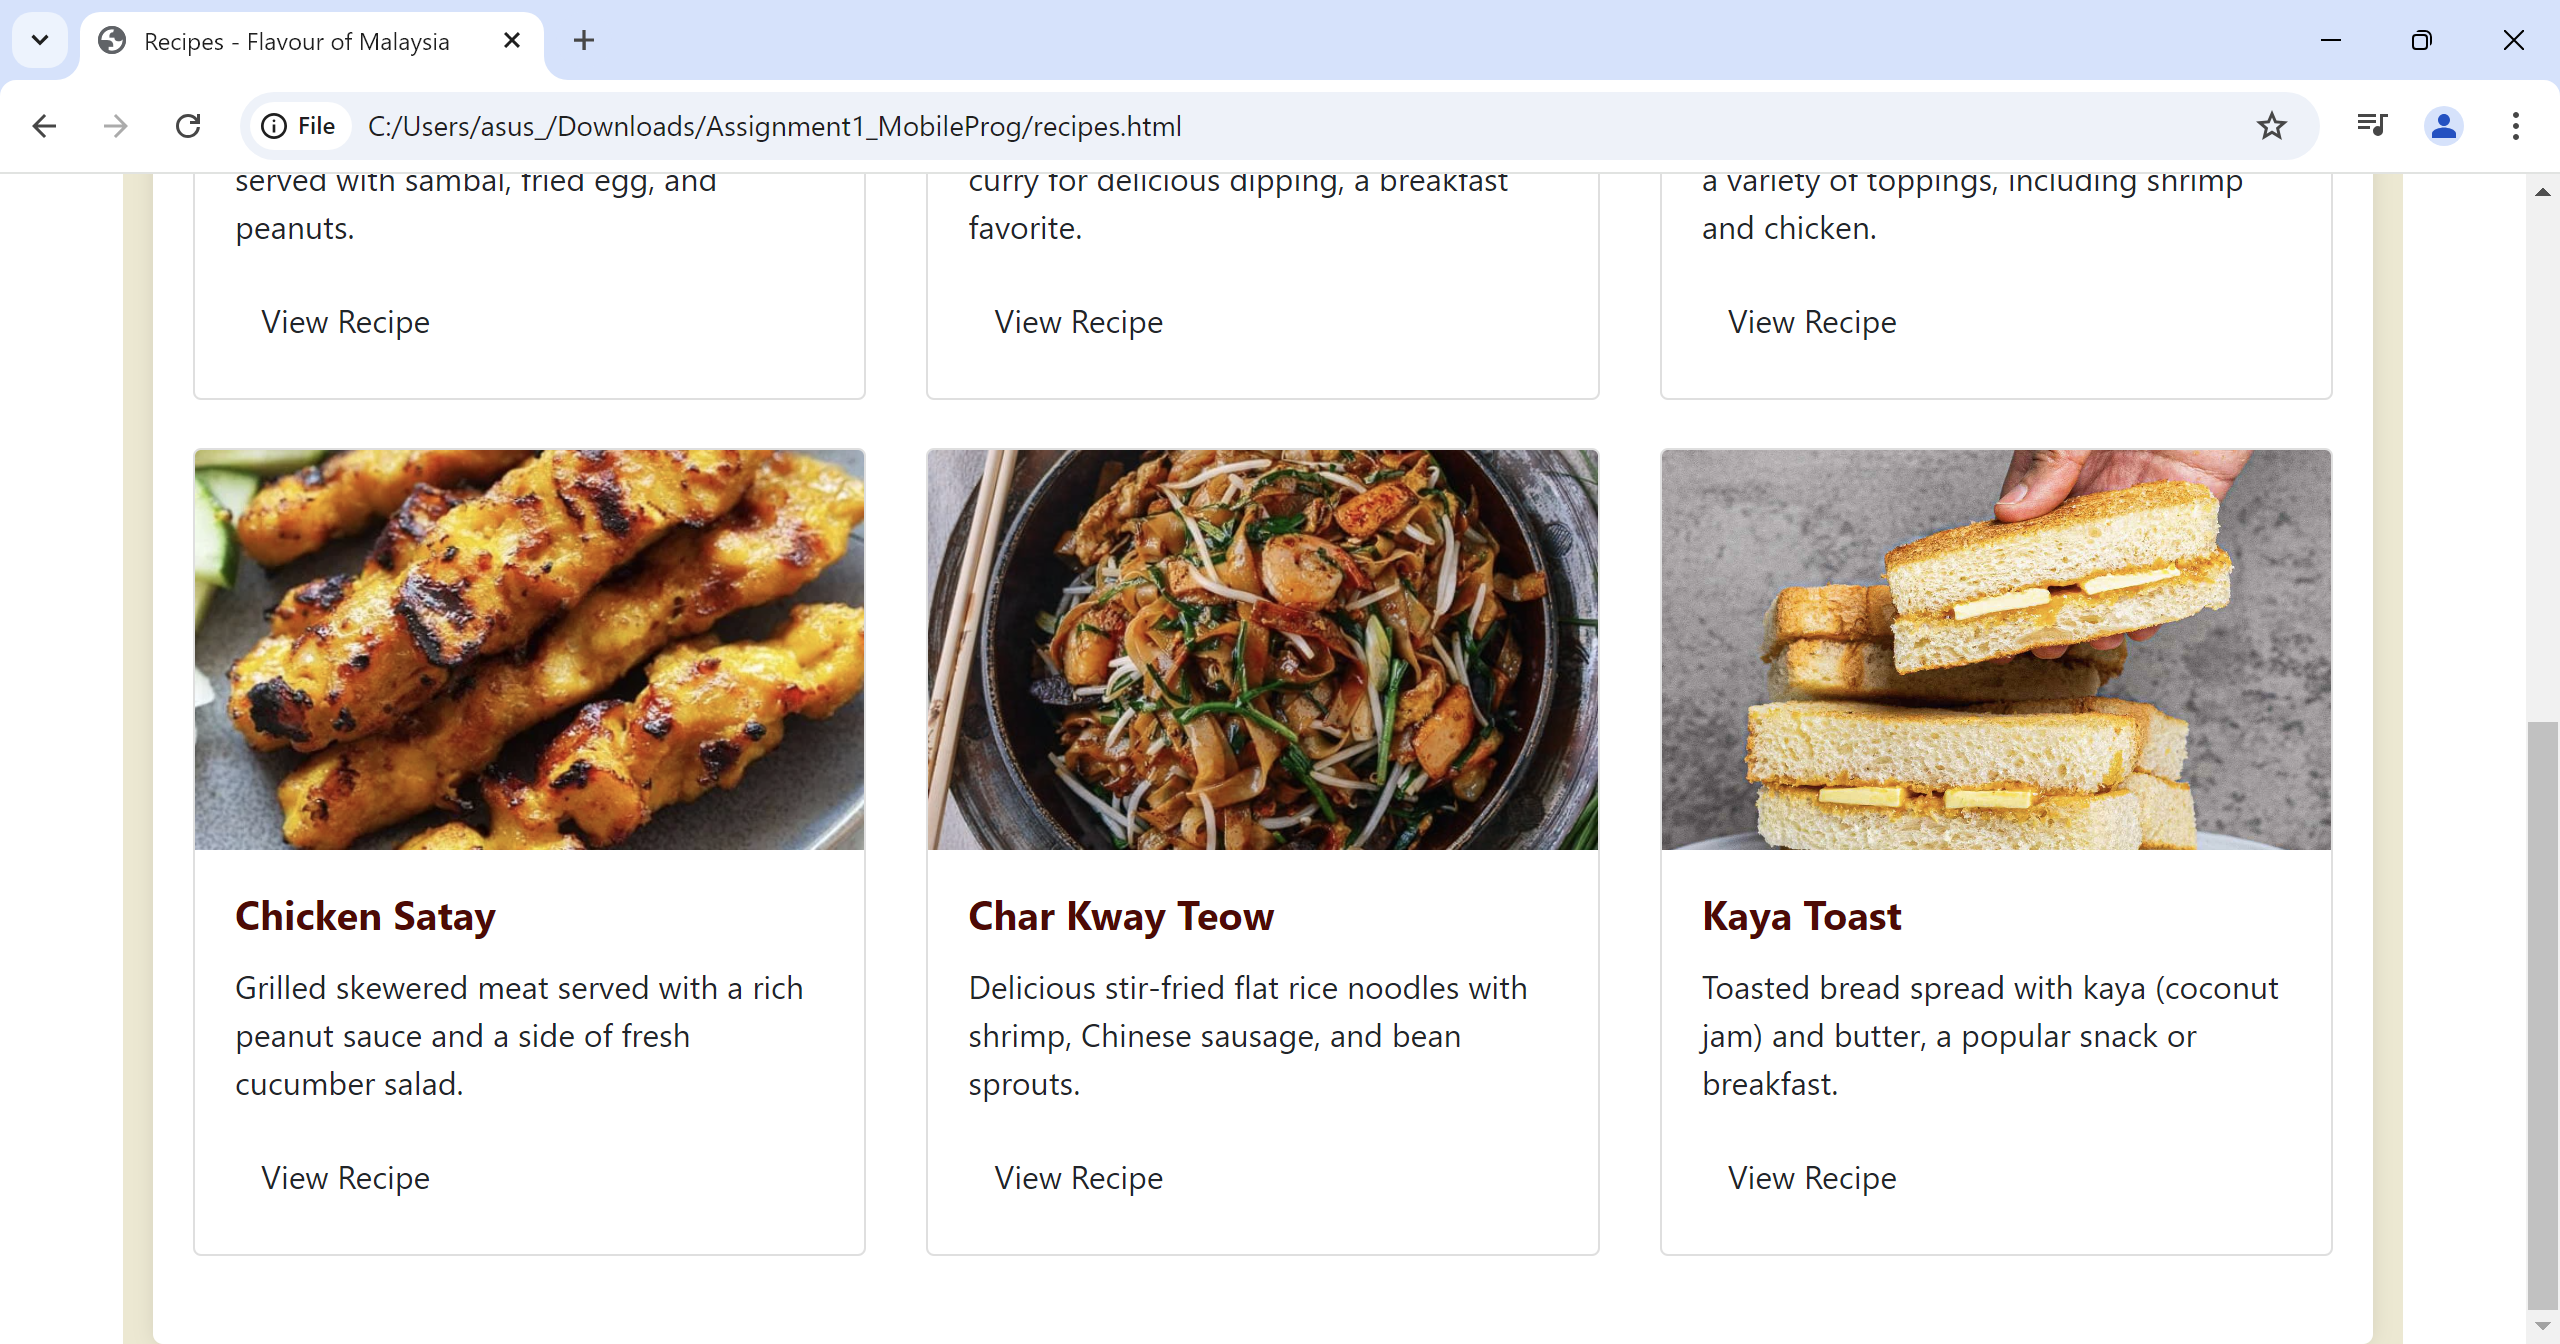 Recipes - Flavour of Malaysia
File C:/Users/asus_/Downloads/Assignment1_MobileProg/recipes.html
served with sambal, fried egg, and
peanuts.
View Recipe
curry for delicious dipping, a breakfast
favorite.
View Recipe
a variety of toppings, including shrimp
and chicken.
View Recipe
Chicken Satay
Grilled skewered meat served with a rich
peanut sauce and a side of fresh
cucumber salad.
View Recipe
Char Kway Teow
Delicious stir-fried flat rice noodles with
shrimp, Chinese sausage, and bean
sprouts.
View Recipe
Kaya Toast
Toasted bread spread with kaya (coconut
jam) and butter, a popular snack or
breakfast.
View Recipe